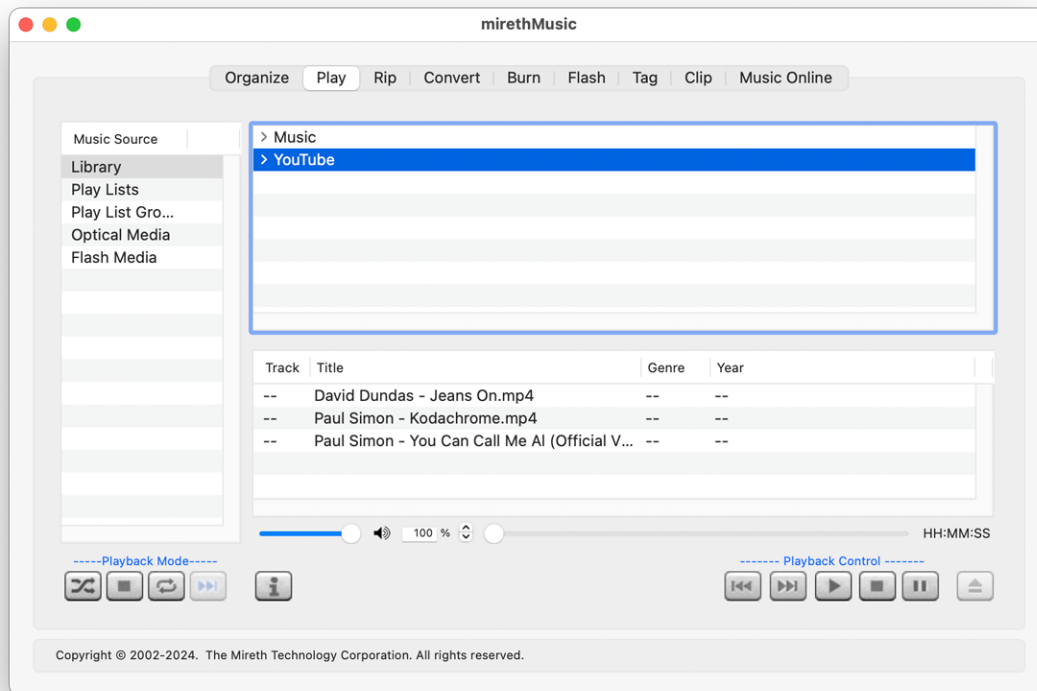 mirethMusic
Organize Play Rip Convert Burn Flash Tag Clip Music Online
Music Source
Library
Play Lists
Play List Gro...
Optical Media
Flash Media
Music
YouTube
Track Title Genre Year
-- David Dundas - Jeans On.mp4 -- --
-- Paul Simon - Kodachrome.mp4 -- --
-- Paul Simon - You Can Call Me Al (Official V... -- --
100 % HH:MM:SS
-----Playback Mode-----
------- Playback Control -------
Copyright © 2002-2024. The Mireth Technology Corporation. All rights reserved.